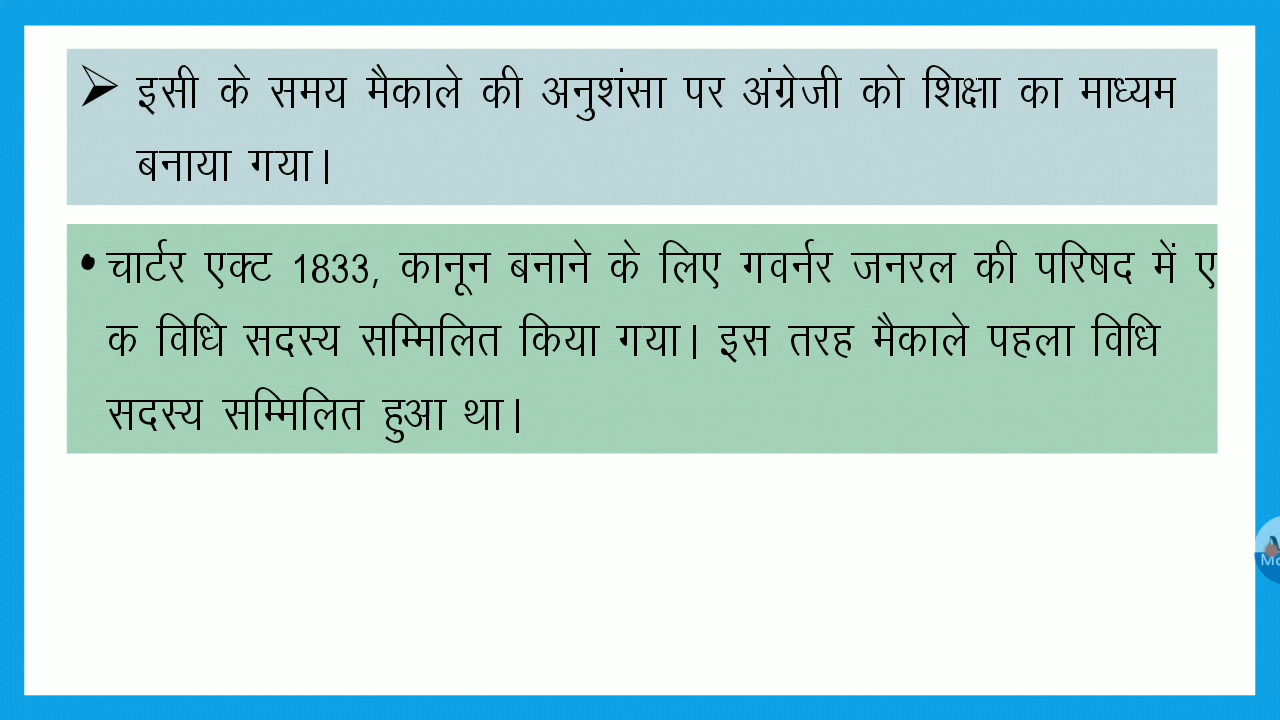 ➢ इसी के समय मैकाले की अनुशंसा पर अंग्रेजी को शिक्षा का माध्यम
बनाया गया।
• चार्टर एक्ट 1833, कानून बनाने के लिए गवर्नर जनरल की परिषद में ए
क विधि सदस्य सम्मिलित किया गया। इस तरह मैकाले पहला विधि
सदस्य सम्मिलित हुआ था।